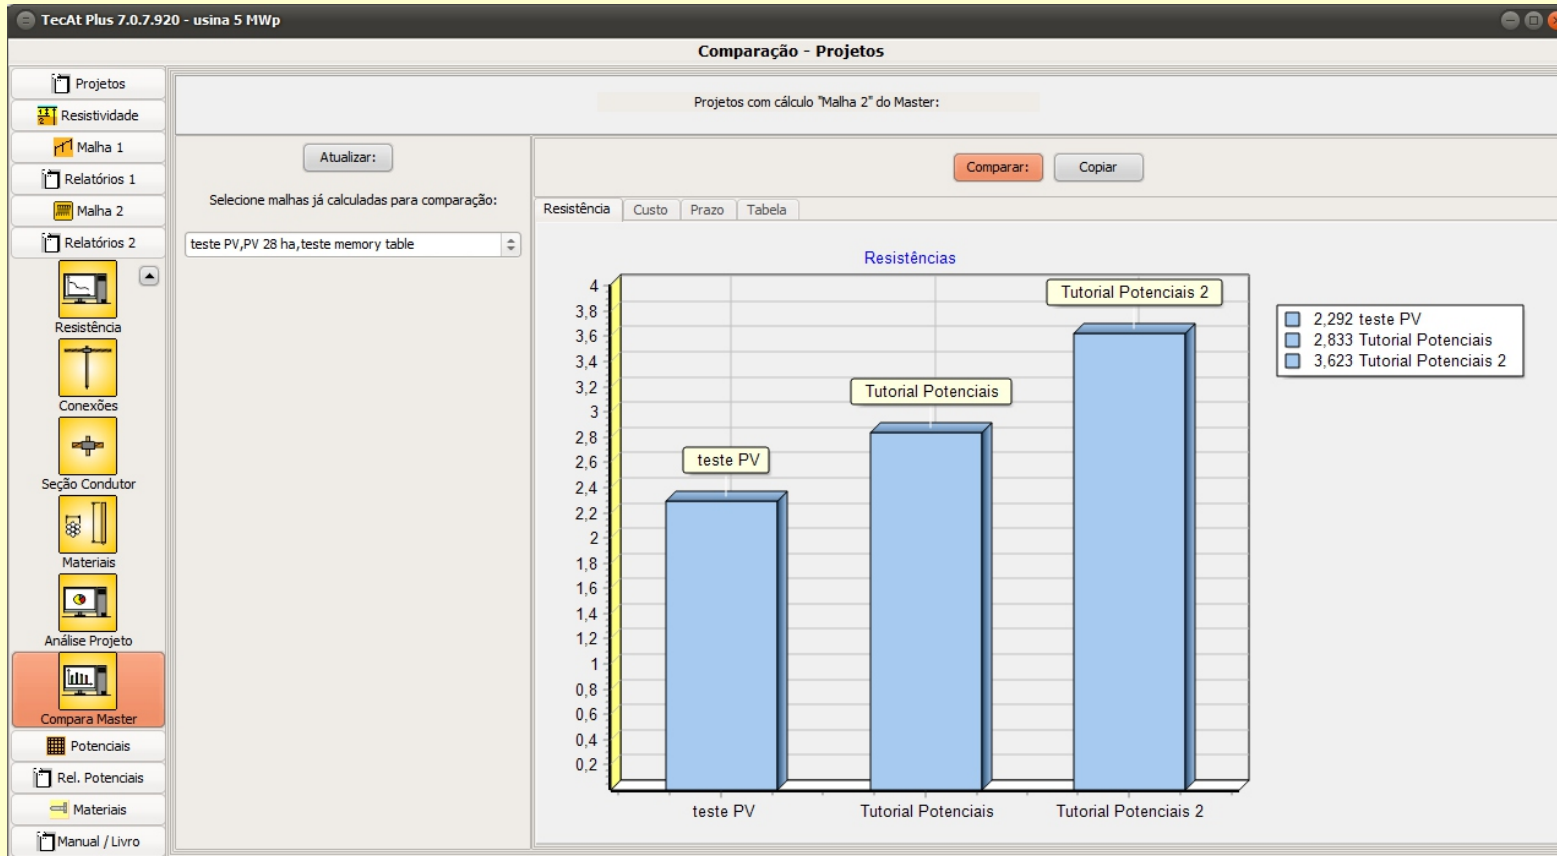 TecAt Plus 7.0.7.920 - usina 5 MWp
Comparação - Projetos
Projetos
Resistividade
Malha 1
Relatórios 1
Malha 2
Relatórios 2
Resistência
Conexões
Seção Condutor
Materiais
Análise Projeto
Compara Master
Potenciais
Rel. Potenciais
Materiais
Manual / Livro
Projetos com cálculo "Malha 2" do Master:
Atualizar:
Selecione malhas já calculadas para comparação:
teste PV,PV 28 ha,teste memory table
Comparar: Copiar
Resistência Custo Prazo Tabela
Resistências
4
3,8
3,6
3,4
3,2
3
2,8
2,6
2,4
2,2
2
1,8
1,6
1,4
1,2
1
0,8
0,6
0,4
0,2
teste PV
Tutorial Potenciais
Tutorial Potenciais 2
teste PV Tutorial Potenciais Tutorial Potenciais 2
2,292 teste PV
2,833 Tutorial Potenciais
3,623 Tutorial Potenciais 2